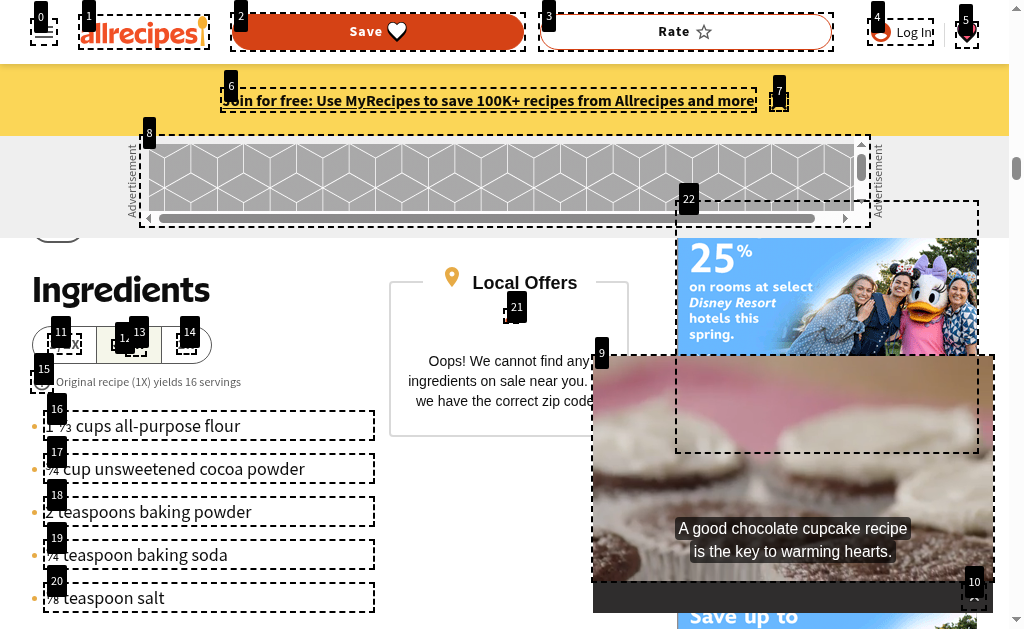 0
1
2
3
4
5
allrecipes
Save
Rate
Log In
6
7
Join for free: Use MyRecipes to save 100K+ recipes from Allrecipes and more
8
Advertisement
Advertisement
22
25%
on rooms at select
Disney Resort
hotels this
spring.
Ingredients
Local Offers
21
11
13
14
15
Original recipe (1X) yields 16 servings
Oops! We cannot find any
ingredients on sale near you.
we have the correct zip code
9
16
1 ⅓ cups all-purpose flour
17
¾ cup unsweetened cocoa powder
18
2 teaspoons baking powder
19
¼ teaspoon baking soda
20
⅛ teaspoon salt
A good chocolate cupcake recipe
is the key to warming hearts.
10
Save up to